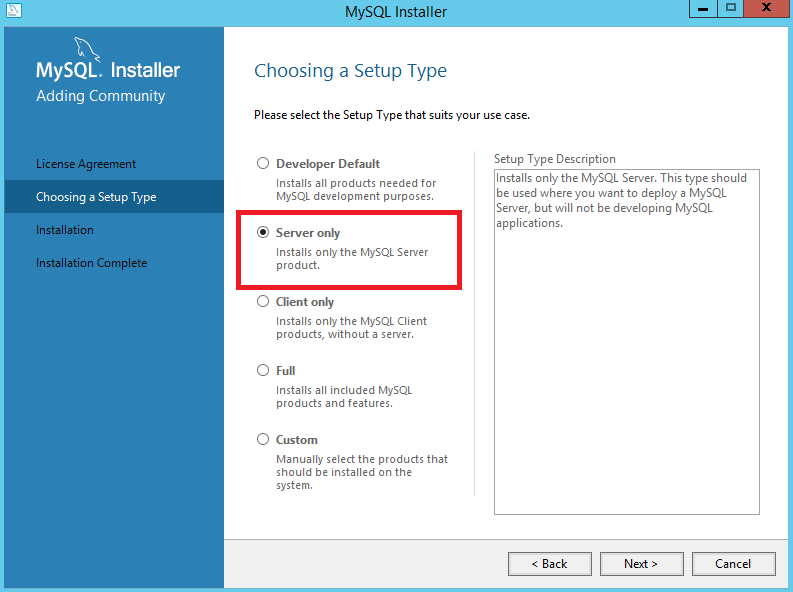 MySQL Installer
MySQL. Installer
Adding Community
License Agreement
Choosing a Setup Type
Installation
Installation Complete
Choosing a Setup Type
Please select the Setup Type that suits your use case.
Developer Default
Installs all products needed for
MySQL development purposes.
Server only
Installs only the MySQL Server
product.
Client only
Installs only the MySQL Client
products, without a server.
Full
Installs all included MySQL
products and features.
Custom
Manually select the products that
should be installed on the
system.
Setup Type Description
Installs only the MySQL Server. This type should
be used where you want to deploy a MySQL
Server, but will not be developing MySQL
applications.
< Back
Next >
Cancel